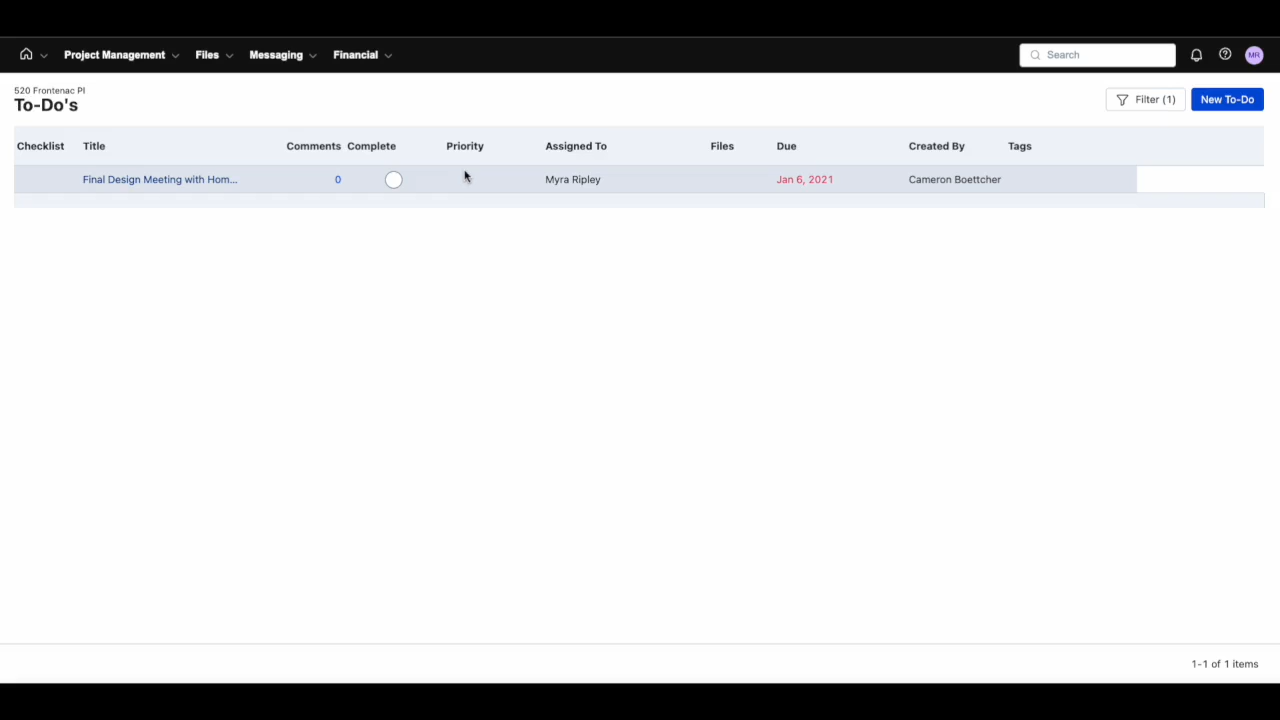 Project Management Files Messaging Financial Search MR
520 Frontenac Pl
To-Do's
Filter (1) New To-Do
Checklist Title Comments Complete Priority Assigned To Files Due Created By Tags
Final Design Meeting with Hom... 0 Myra Ripley Jan 6, 2021 Cameron Boettcher
1-1 of 1 items